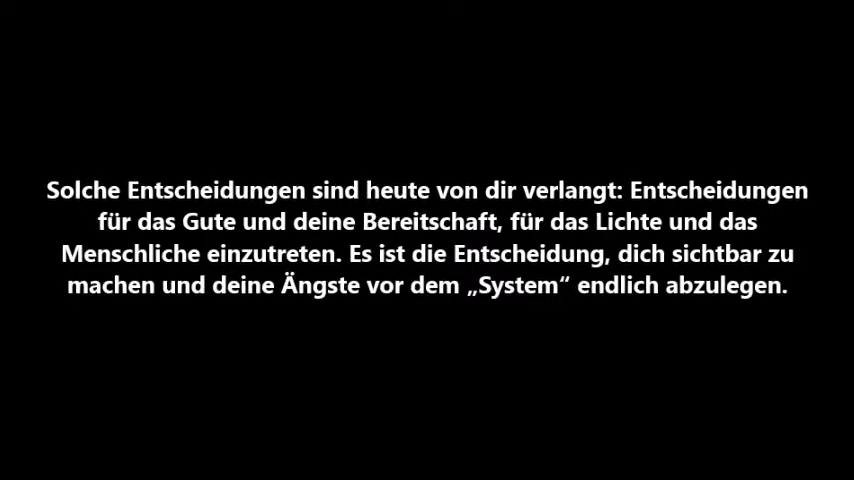 Solche Entscheidungen sind heute von dir verlangt: Entscheidungen
für das Gute und deine Bereitschaft, für das Lichte und das
Menschliche einzutreten. Es ist die Entscheidung, dich sichtbar zu
machen und deine Ängste vor dem „System“ endlich abzulegen.